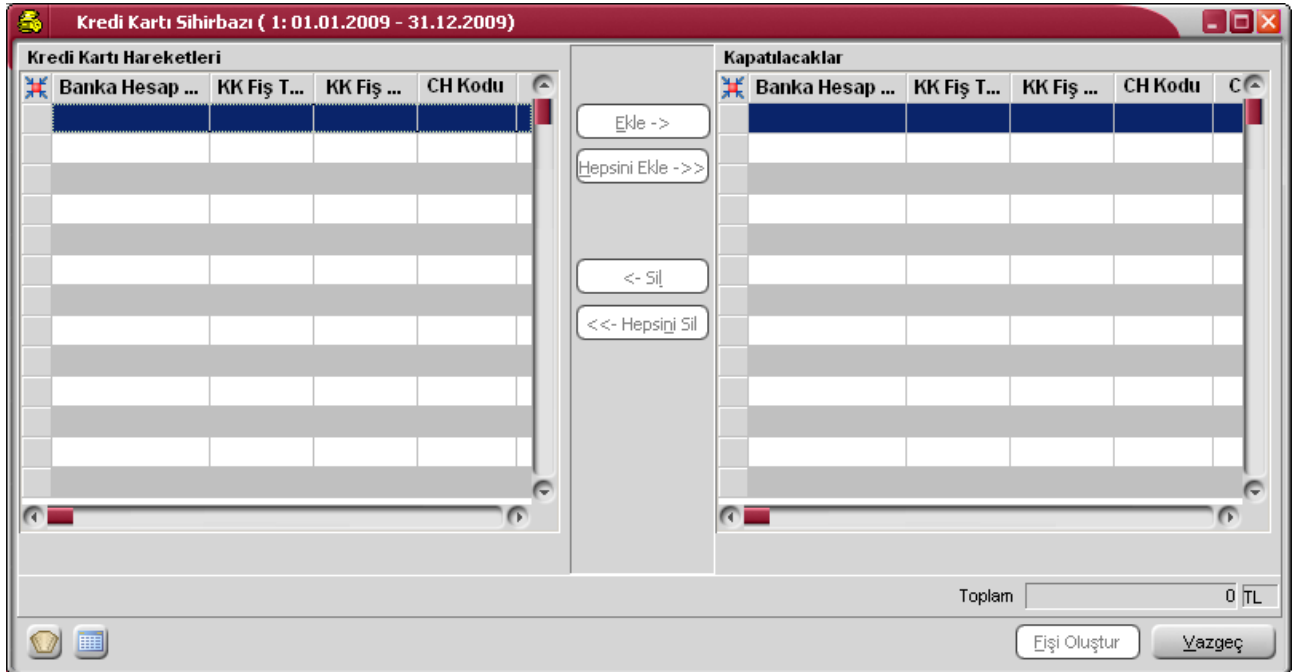 Kredi Kartı Sihirbazı ( 1: 01.01.2009 - 31.12.2009)
Kredi Kartı Hareketleri
Banka Hesap ... KK Fiş T... KK Fiş ... CH Kodu
Ekle ->
Hepsini Ekle ->>
<- Sil
<<- Hepsini Sil
Kapatılacaklar
Banka Hesap ... KK Fiş T... KK Fiş ... CH Kodu C
Toplam 0 TL
Fişi Oluştur Vazgeç